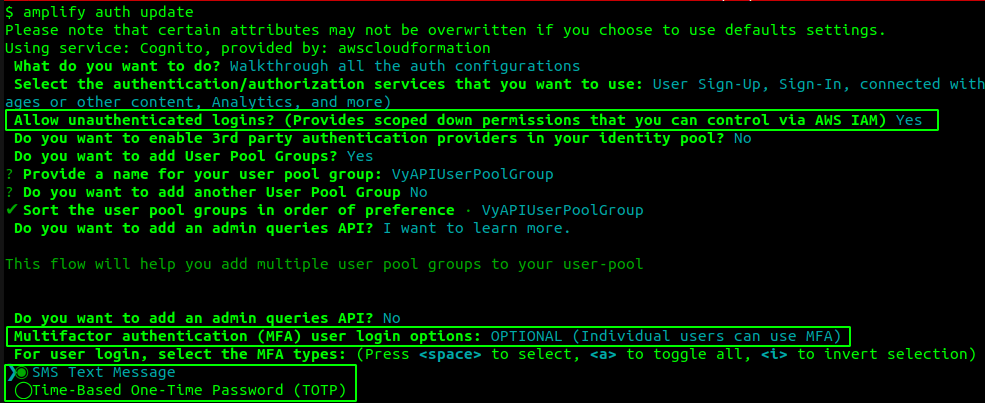 $ amplify auth update
Please note that certain attributes may not be overwritten if you choose to use defaults settings.
Using service: Cognito, provided by: awscloudformation
What do you want to do? Walkthrough all the auth configurations
Select the authentication/authorization services that you want to use: User Sign-Up, Sign-In, connected with
ages or other content, Analytics, and more)
Allow unauthenticated logins? (Provides scoped down permissions that you can control via AWS IAM) Yes
Do you want to enable 3rd party authentication providers in your identity pool? No
Do you want to add User Pool Groups? Yes
? Provide a name for your user pool group: VyAPIUserPoolGroup
? Do you want to add another User Pool Group No
✔ Sort the user pool groups in order of preference · VyAPIUserPoolGroup
Do you want to add an admin queries API? I want to learn more.
This flow will help you add multiple user pool groups to your user-pool
Do you want to add an admin queries API? No
Multifactor authentication (MFA) user login options: OPTIONAL (Individual users can use MFA)
For user login, select the MFA types: (Press <space> to select, <a> to toggle all, <i> to invert selection)
❯◉ SMS Text Message
◯Time-Based One-Time Password (TOTP)